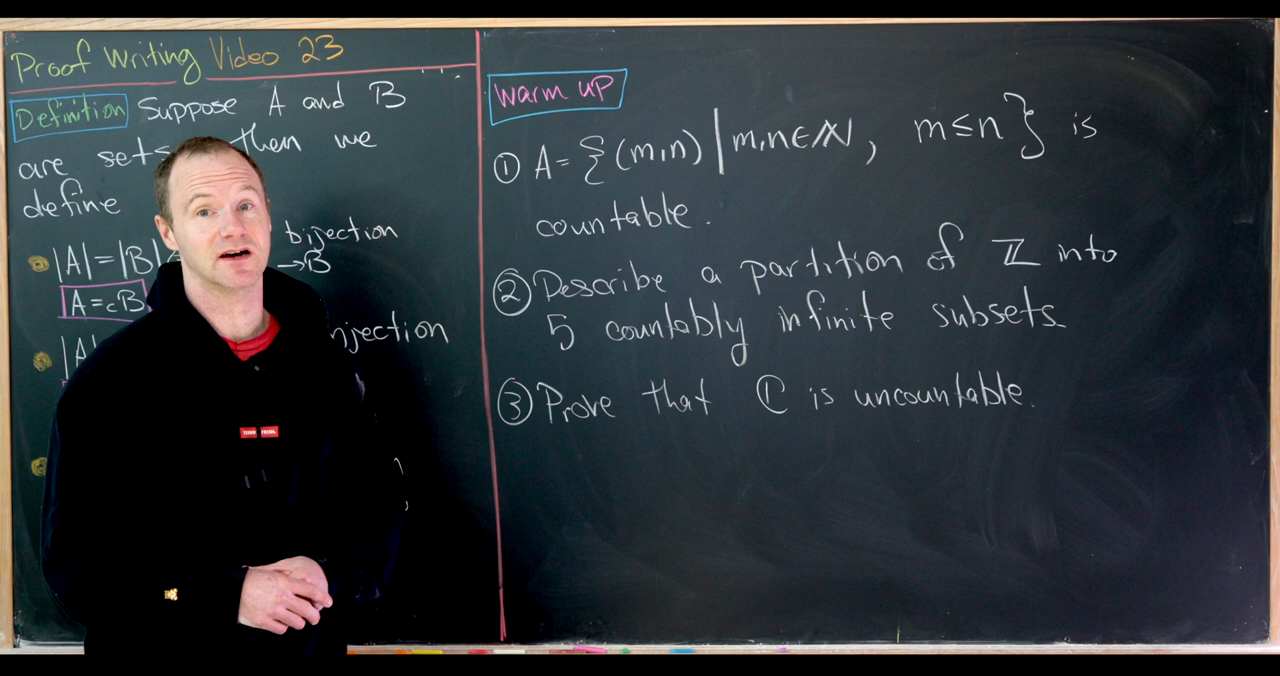 Proof Writing Video 23
Definition Suppose A and B
are sets then we
define
|A|=|B| bijection
→B
A=cB
|A| njection
Warm up
① A={(m,n)|m,n∈ℕ, m≤n} is
countable.
② Describe a partition of ℤ into
5 countably infinite subsets
③ Prove that ℂ is uncountable.